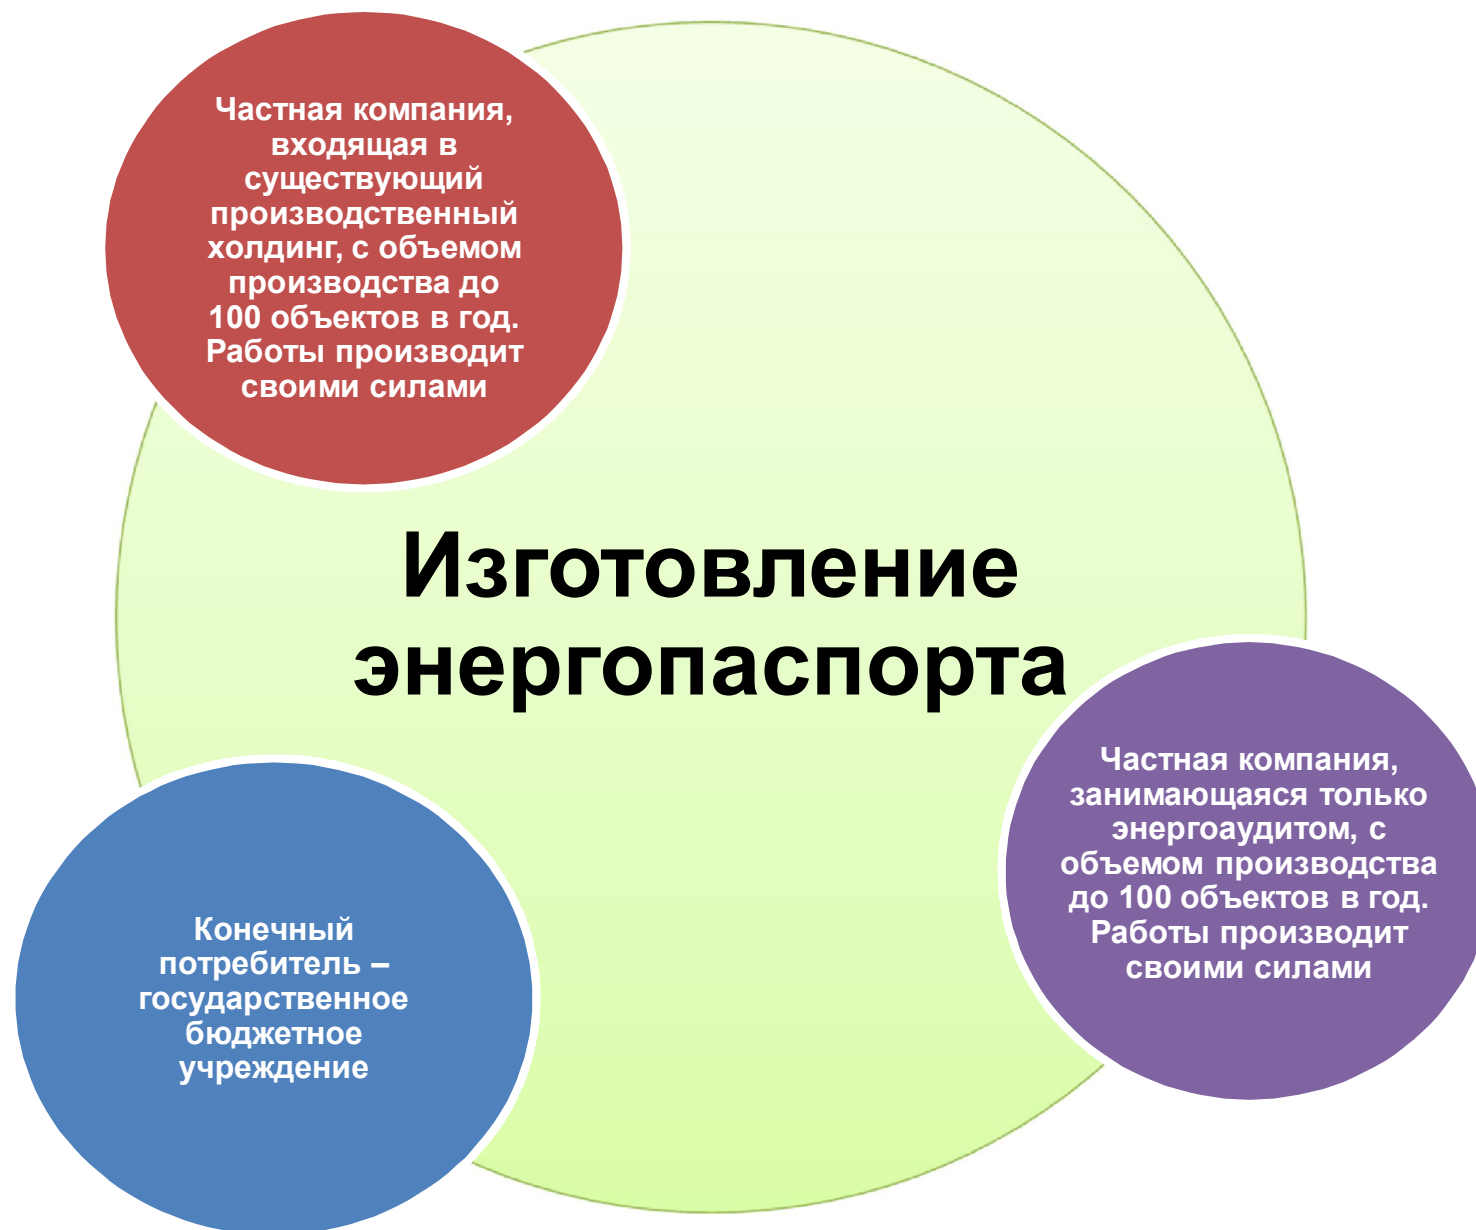 Частная компания,
входящая в
существующий
производственный
холдинг, с объемом
производства до
100 объектов в год.
Работы производит
своими силами
Изготовление
энергопаспорта
Частная компания,
занимающаяся только
энергоаудитом, с
объемом производства
до 100 объектов в год.
Работы производит
своими силами
Конечный
потребитель –
государственное
бюджетное
учреждение